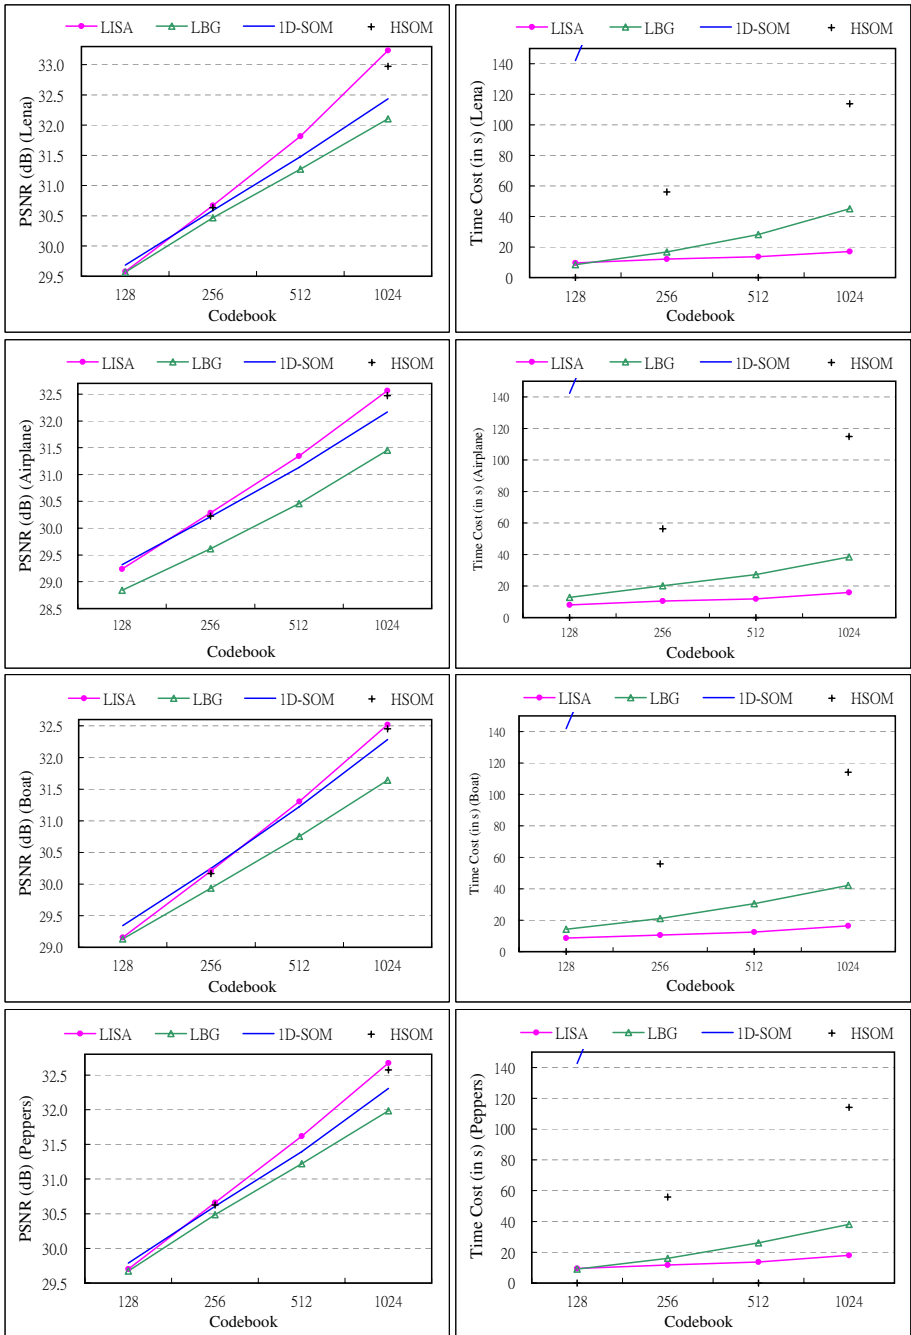 LISA LBG 1D-SOM HSOM
PSNR (dB) (Lena)
33.0
32.5
32.0
31.5
31.0
30.5
30.0
29.5
128 256 512 1024
Codebook
LISA LBG 1D-SOM HSOM
Time Cost (in s) (Lena)
140
120
100
80
60
40
20
0
128 256 512 1024
Codebook
LISA LBG 1D-SOM HSOM
PSNR (dB) (Airplane)
32.5
32.0
31.5
31.0
30.5
30.0
29.5
29.0
28.5
128 256 512 1024
Codebook
LISA LBG 1D-SOM HSOM
Time Cost (in s) (Airplane)
140
120
100
80
60
40
20
0
128 256 512 1024
Codebook
LISA LBG 1D-SOM HSOM
PSNR (dB) (Boat)
32.5
32.0
31.5
31.0
30.5
30.0
29.5
29.0
128 256 512 1024
Codebook
LISA LBG 1D-SOM HSOM
Time Cost (in s) (Boat)
140
120
100
80
60
40
20
0
128 256 512 1024
Codebook
LISA LBG 1D-SOM HSOM
PSNR (dB) (Peppers)
32.5
32.0
31.5
31.0
30.5
30.0
29.5
128 256 512 1024
Codebook
LISA LBG 1D-SOM HSOM
Time Cost (in s) (Peppers)
140
120
100
80
60
40
20
0
128 256 512 1024
Codebook